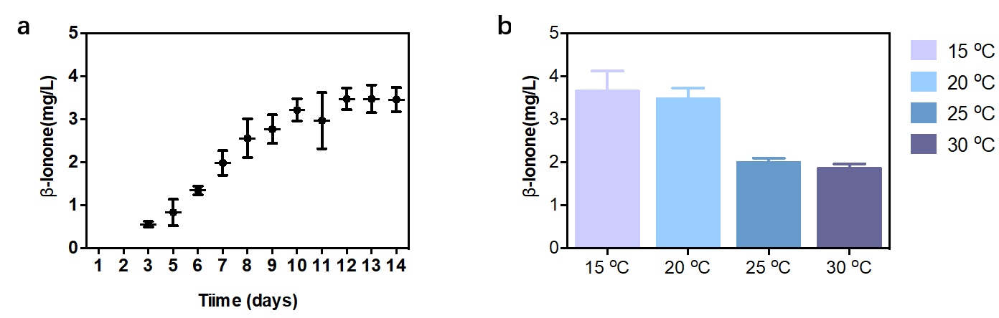 a
β-Ionone(mg/L)
5
4
3
2
1
0
1 2 3 5 6 7 8 9 10 11 12 13 14
Tiime (days)
b
β-Ionone(mg/L)
5
4
3
2
1
0
15 ºC 20 ºC 25 ºC 30 ºC
15 ºC
20 ºC
25 ºC
30 ºC